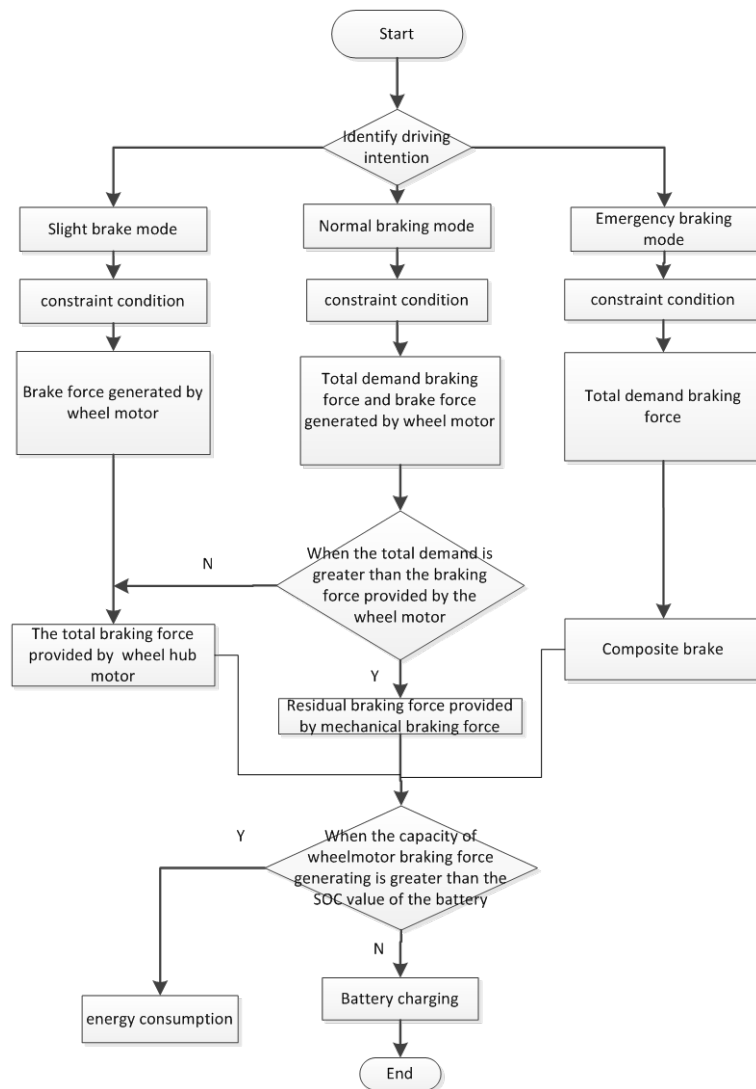 Start
Identify driving
intention
Slight brake mode
Normal braking mode
Emergency braking
mode
constraint condition
constraint condition
constraint condition
Brake force generated by
wheel motor
Total demand braking
force and brake force
generated by wheel motor
Total demand braking
force
N
When the total demand is
greater than the braking
force provided by the
wheel motor
The total braking force
provided by wheel hub
motor
Y
Composite brake
Residual braking force provided
by mechanical braking force
Y
When the capacity of
wheelmotor braking force
generating is greater than the
SOC value of the battery
N
energy consumption
Battery charging
End